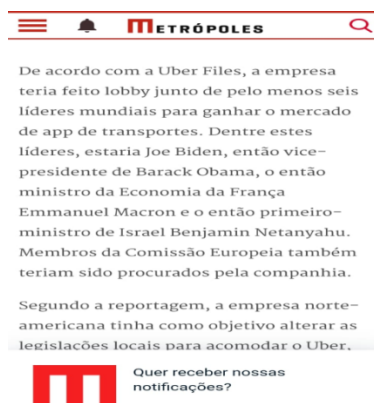 METRÓPOLES
De acordo com a Uber Files, a empresa
teria feito lobby junto de pelo menos seis
líderes mundiais para ganhar o mercado
de app de transportes. Dentre estes
líderes, estaria Joe Biden, então vice-
presidente de Barack Obama, o então
ministro da Economia da França
Emmanuel Macron e o então primeiro-
ministro de Israel Benjamin Netanyahu.
Membros da Comissão Europeia também
teriam sido procurados pela companhia.
Segundo a reportagem, a empresa norte-
americana tinha como objetivo alterar as
legislações locais para acomodar o Uber,
Quer receber nossas
notificações?